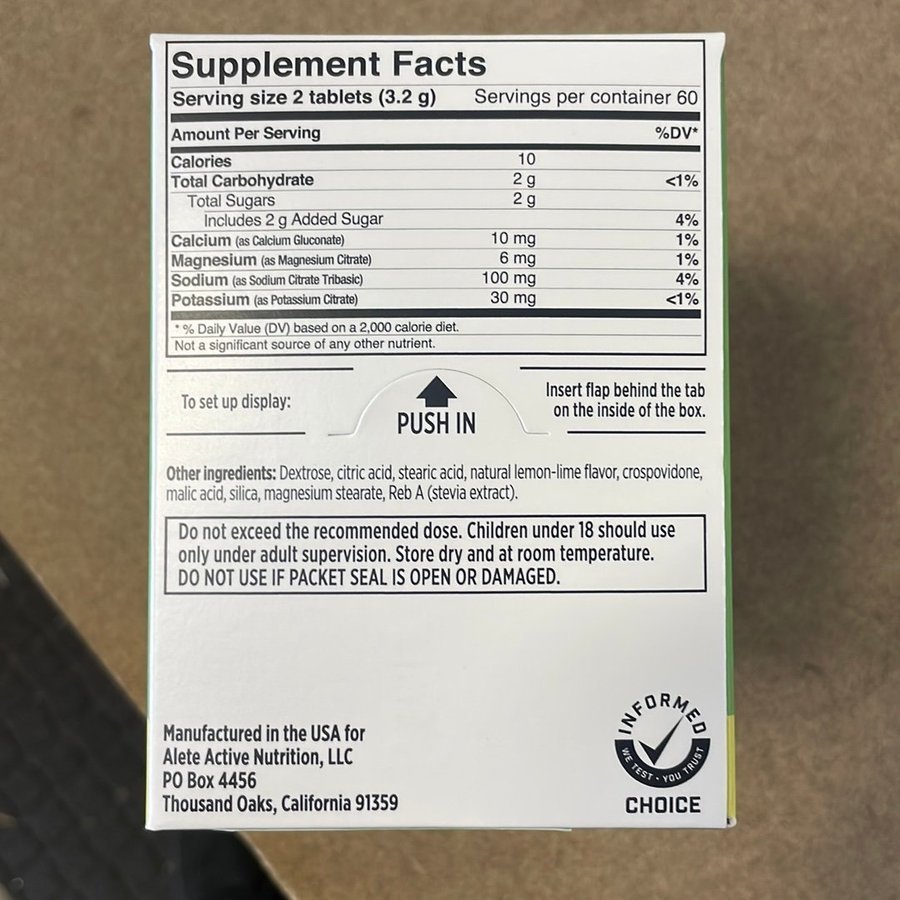 Supplement Facts
Serving size 2 tablets (3.2 g) Servings per container 60
Amount Per Serving %DV*
Calories 10
Total Carbohydrate 2 g <1%
Total Sugars 2 g
Includes 2 g Added Sugar 4%
Calcium (as Calcium Gluconate) 10 mg 1%
Magnesium (as Magnesium Citrate) 6 mg 1%
Sodium (as Sodium Citrate Tribasic) 100 mg 4%
Potassium (as Potassium Citrate) 30 mg <1%
* % Daily Value (DV) based on a 2,000 calorie diet.
Not a significant source of any other nutrient.
To set up display:
PUSH IN
Insert flap behind the tab
on the inside of the box.
Other ingredients: Dextrose, citric acid, stearic acid, natural lemon-lime flavor, crospovidone,
malic acid, silica, magnesium stearate, Reb A (stevia extract).
Do not exceed the recommended dose. Children under 18 should use
only under adult supervision. Store dry and at room temperature.
DO NOT USE IF PACKET SEAL IS OPEN OR DAMAGED.
Manufactured in the USA for
Alete Active Nutrition, LLC
PO Box 4456
Thousand Oaks, California 91359
INFORMED
WE TEST · YOU TRUST
CHOICE